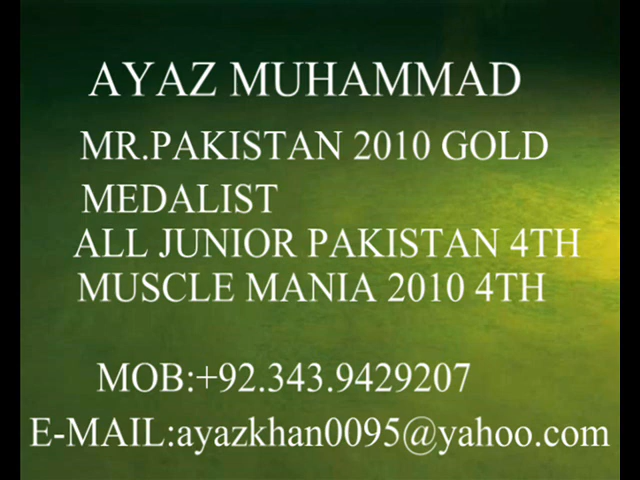 AYAZ MUHAMMAD
MR.PAKISTAN 2010 GOLD
MEDALIST
ALL JUNIOR PAKISTAN 4TH
MUSCLE MANIA 2010 4TH
MOB:+92.343.9429207
E-MAIL:ayazkhan0095@yahoo.com